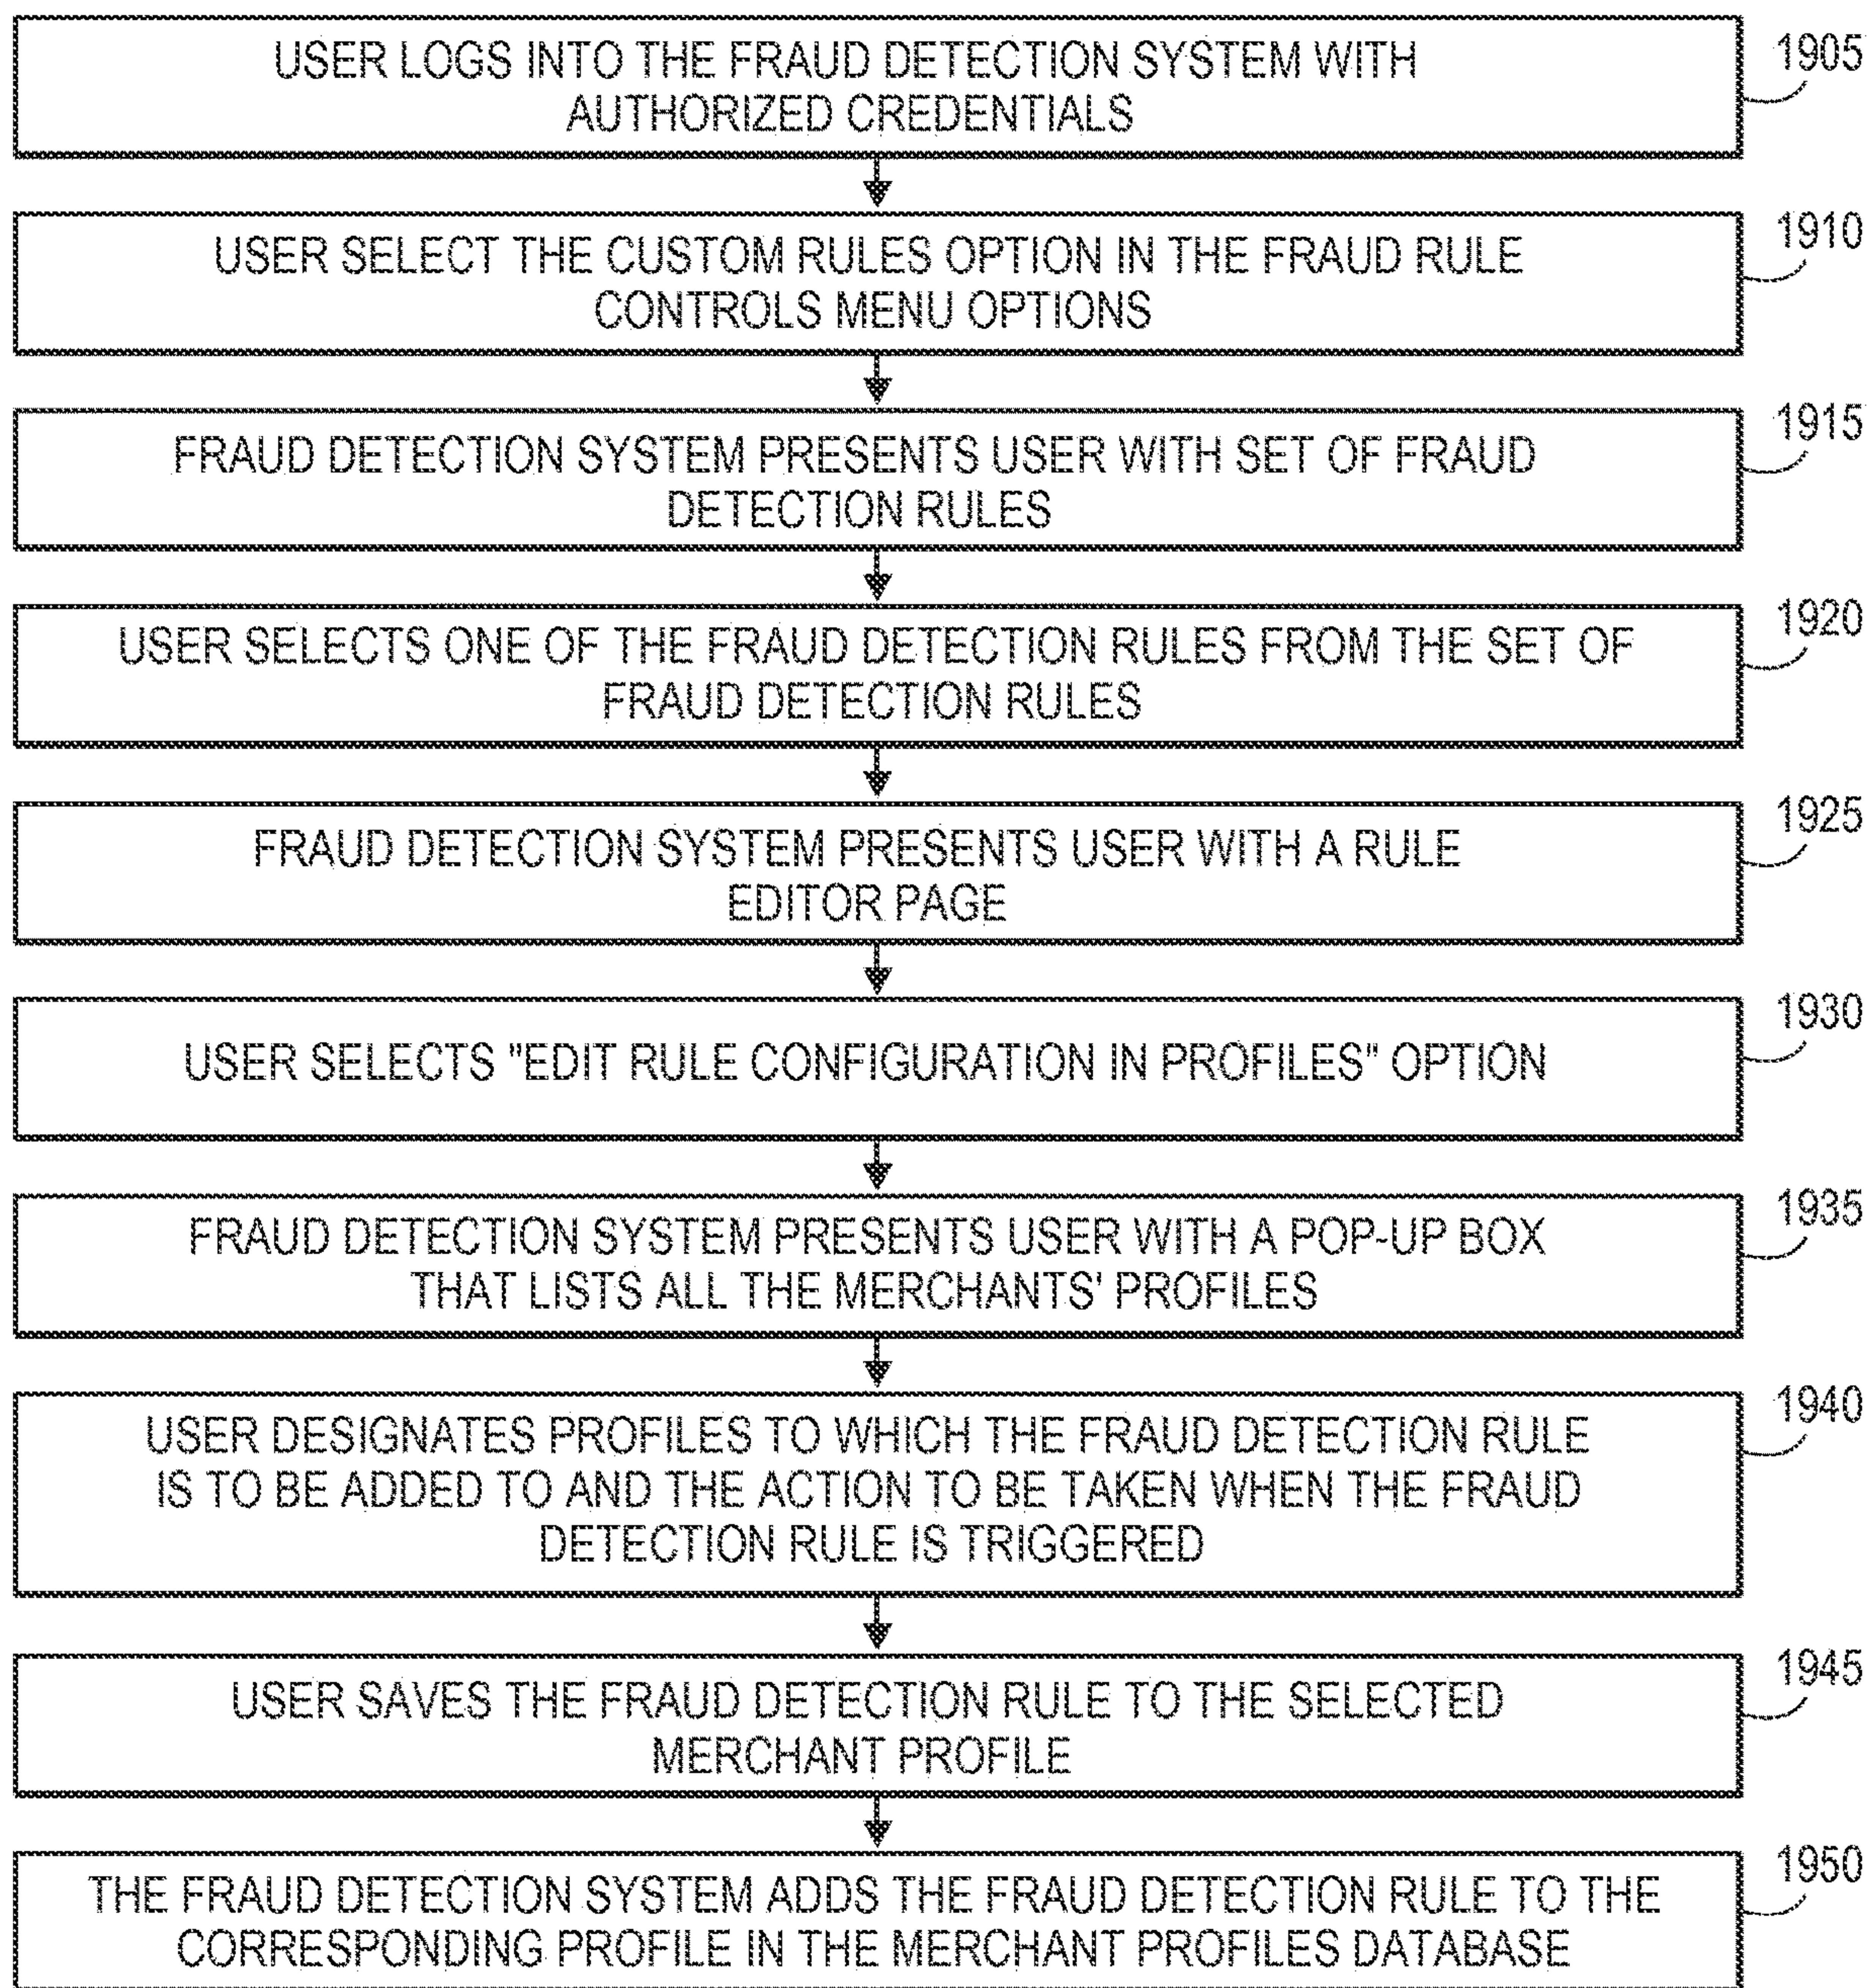 USER LOGS INTO THE FRAUD DETECTION SYSTEM WITH
AUTHORIZED CREDENTIALS
1905
USER SELECT THE CUSTOM RULES OPTION IN THE FRAUD RULE
CONTROLS MENU OPTIONS
1910
FRAUD DETECTION SYSTEM PRESENTS USER WITH SET OF FRAUD
DETECTION RULES
1915
USER SELECTS ONE OF THE FRAUD DETECTION RULES FROM THE SET OF
FRAUD DETECTION RULES
1920
FRAUD DETECTION SYSTEM PRESENTS USER WITH A RULE
EDITOR PAGE
1925
USER SELECTS "EDIT RULE CONFIGURATION IN PROFILES" OPTION
1930
FRAUD DETECTION SYSTEM PRESENTS USER WITH A POP-UP BOX
THAT LISTS ALL THE MERCHANTS' PROFILES
1935
USER DESIGNATES PROFILES TO WHICH THE FRAUD DETECTION RULE
IS TO BE ADDED TO AND THE ACTION TO BE TAKEN WHEN THE FRAUD
DETECTION RULE IS TRIGGERED
1940
USER SAVES THE FRAUD DETECTION RULE TO THE SELECTED
MERCHANT PROFILE
1945
THE FRAUD DETECTION SYSTEM ADDS THE FRAUD DETECTION RULE TO THE
CORRESPONDING PROFILE IN THE MERCHANT PROFILES DATABASE
1950